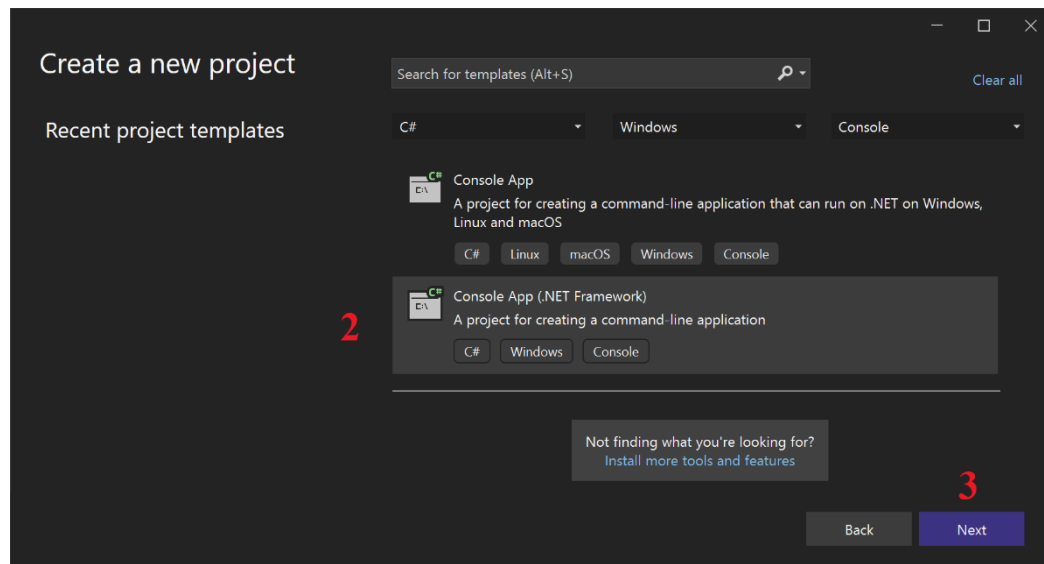 Create a new project
Recent project templates
Search for templates (Alt+S)
Clear all
C#
Windows
Console
C#
C:\
Console App
A project for creating a command-line application that can run on .NET on Windows,
Linux and macOS
C# Linux macOS Windows Console
2
C#
C:\
Console App (.NET Framework)
A project for creating a command-line application
C# Windows Console
Not finding what you're looking for?
Install more tools and features
3
Back
Next